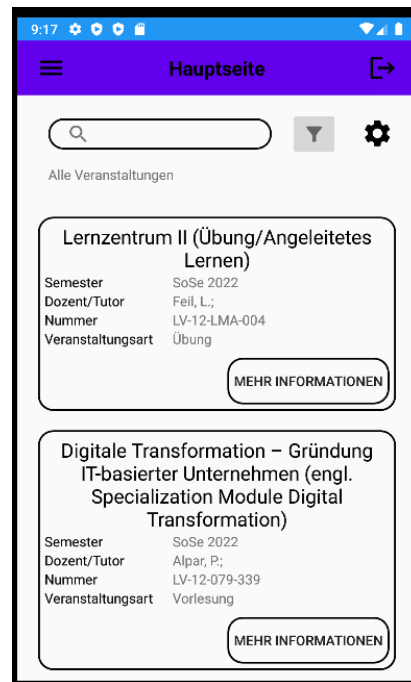 9:17
Hauptseite
Alle Veranstaltungen
Lernzentrum II (Übung/Angeleitetes
Lernen)
Semester SoSe 2022
Dozent/Tutor Feil, L.;
Nummer LV-12-LMA-004
Veranstaltungsart Übung
MEHR INFORMATIONEN
Digitale Transformation – Gründung
IT-basierter Unternehmen (engl.
Specialization Module Digital
Transformation)
Semester SoSe 2022
Dozent/Tutor Alpar, P.;
Nummer LV-12-079-339
Veranstaltungsart Vorlesung
MEHR INFORMATIONEN